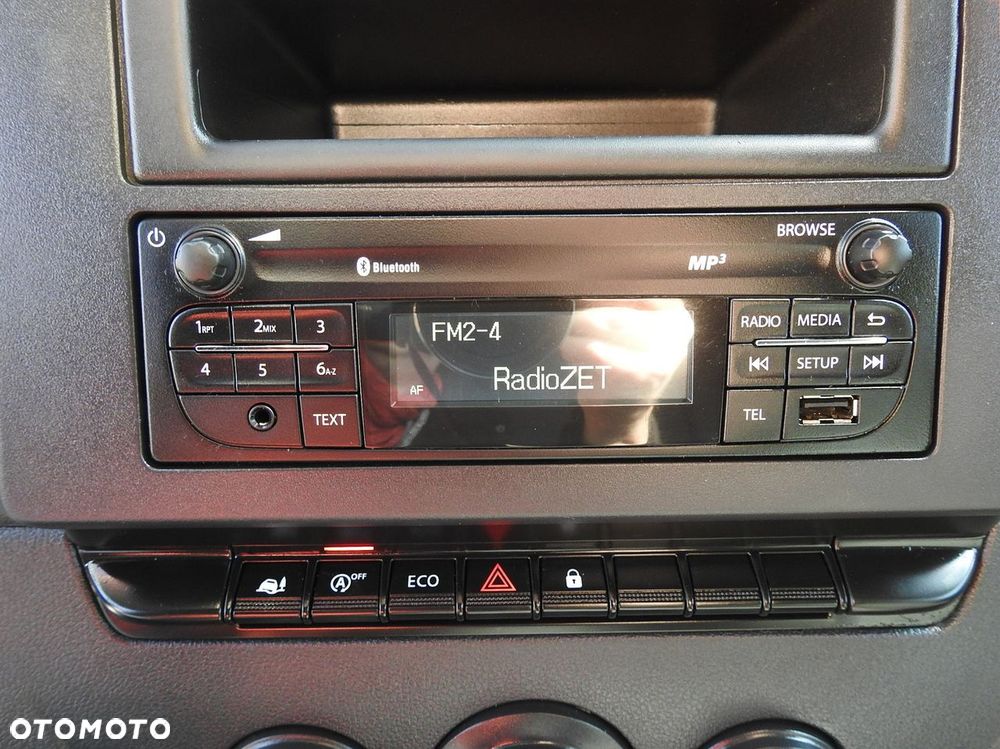 BROWSE
Bluetooth
MP3
1RPT 2MIX 3
4 5 6A-Z
TEXT
FM2-4
AF RadioZET
RADIO MEDIA
SETUP
TEL
A OFF ECO
OTOMOTO